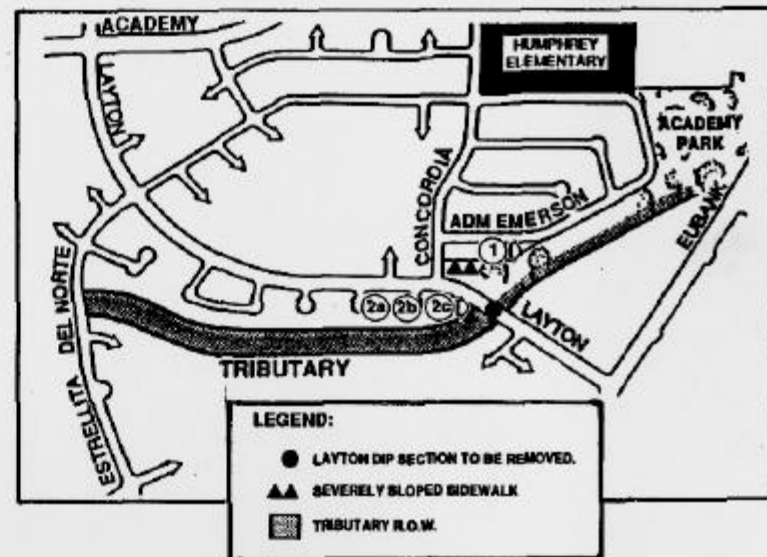 ACADEMY
HUMPHREY
ELEMENTARY
LAYTON
ACADEMY
PARK
CONCORDIA
ADM EMERSON
EUBANK
1
ESTRELLITA DEL NORTE
2a 2b 2c
LAYTON
TRIBUTARY
LEGEND:
LAYTON DIP SECTION TO BE REMOVED.
SEVERELY SLOPED SIDEWALK
TRIBUTARY R.O.W.